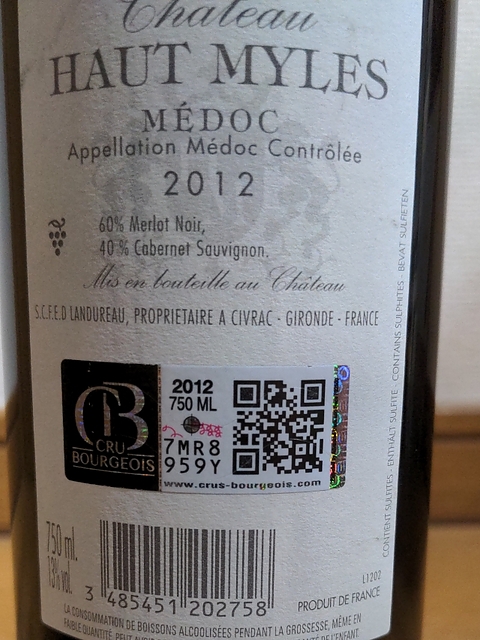 Château
HAUT MYLES
MÉDOC
Appellation Médoc Contrôlée
2012
60% Merlot Noir,
40 % Cabernet Sauvignon.
Mis en bouteille au Château
S.C.F.E.D LANDUREAU, PROPRIETAIRE A CIVRAC - GIRONDE - FRANCE
CB
CRU
BOURGEOIS
2012
750 ML
7MR8
959Y
www.crus-bourgeois.com
CONTIENT SULFITES - ENTHÄLT SULFITE - CONTAINS SULPHITES - BEVAT SULFIETEN
750 ml.
13% vol.
3 485451 202758
L1202
PRODUIT DE FRANCE
LA CONSOMMATION DE BOISSONS ALCOOLISÉES PENDANT LA GROSSESSE, MÊME EN
FAIBLE QUANTITÉ, PEUT